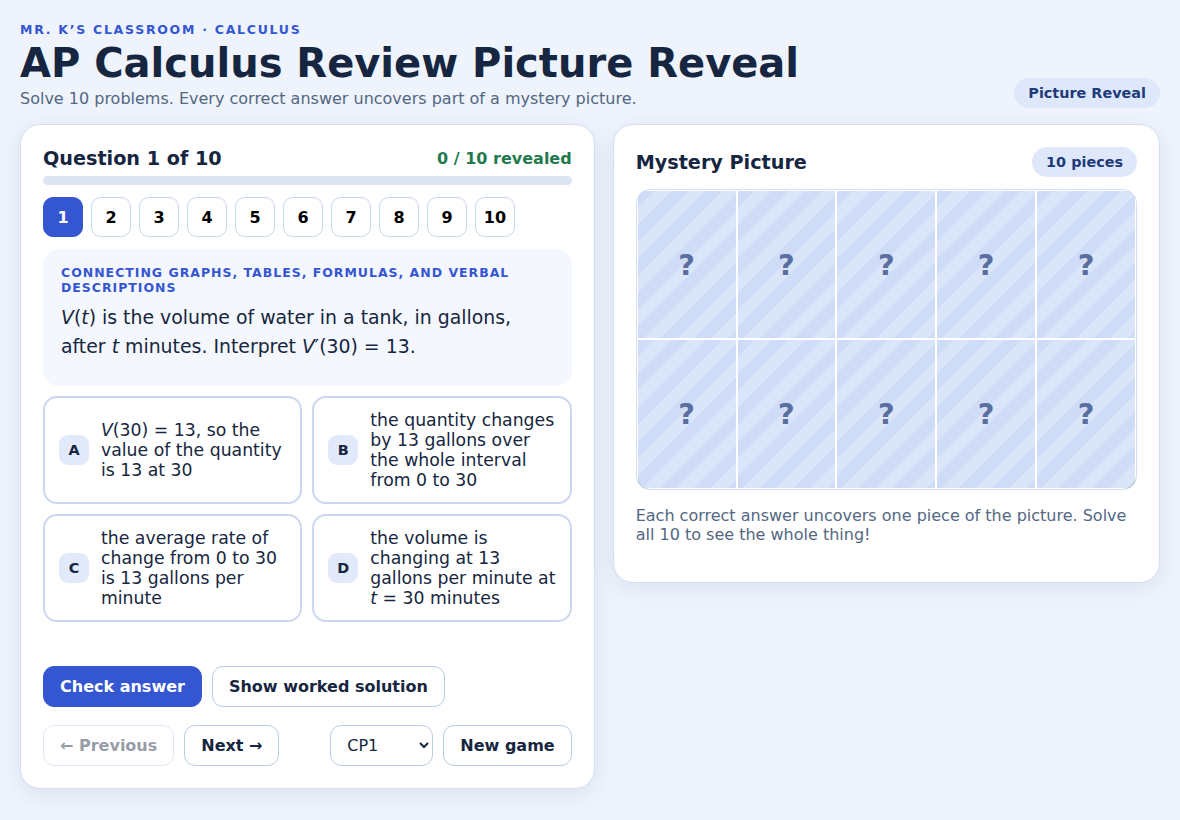 MR. K’S CLASSROOM · CALCULUS
AP Calculus Review Picture Reveal
Solve 10 problems. Every correct answer uncovers part of a mystery picture.
Picture Reveal
Question 1 of 10
0 / 10 revealed
1 2 3 4 5 6 7 8 9 10
CONNECTING GRAPHS, TABLES, FORMULAS, AND VERBAL
DESCRIPTIONS
V(t) is the volume of water in a tank, in gallons,
after t minutes. Interpret V′(30) = 13.
A
V(30) = 13, so the
value of the quantity
is 13 at 30
B
the quantity changes
by 13 gallons over
the whole interval
from 0 to 30
C
the average rate of
change from 0 to 30
is 13 gallons per
minute
D
the volume is
changing at 13
gallons per minute at
t = 30 minutes
Check answer
Show worked solution
← Previous
Next →
CP1
New game
Mystery Picture
10 pieces
? ? ? ? ?
? ? ? ? ?
Each correct answer uncovers one piece of the picture. Solve
all 10 to see the whole thing!